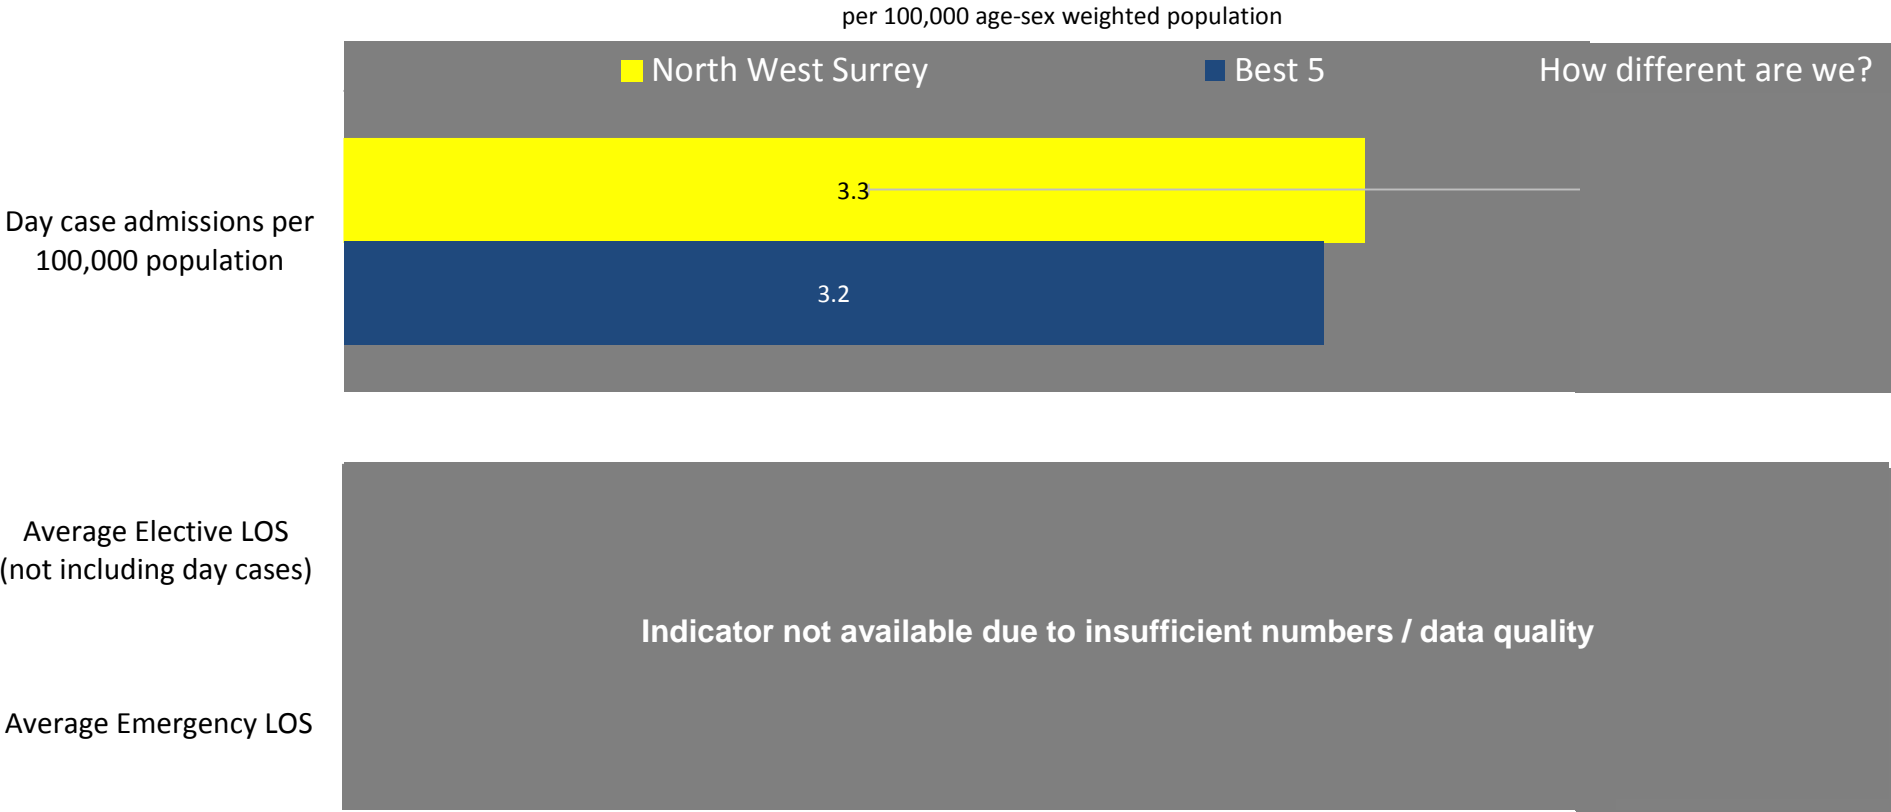 per 100,000 age-sex weighted population
North West Surrey Best 5 How different are we?
Day case admissions per
100,000 population
3.3
3.2
Average Elective LOS
(not including day cases)
Indicator not available due to insufficient numbers / data quality
Average Emergency LOS